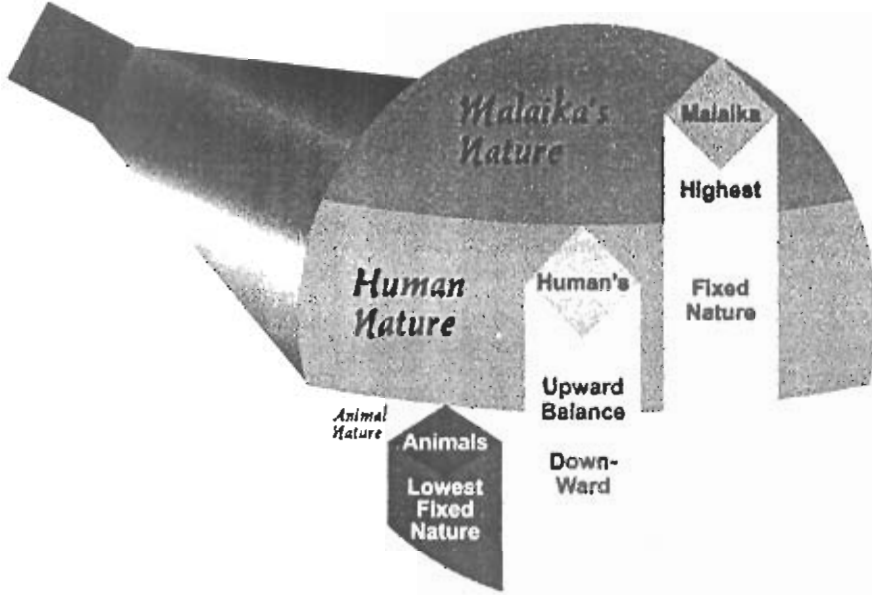 Malaika's
Nature
Malaika
Highest
Fixed
Nature
Human
Nature
Human's
Upward
Balance
Down-
Ward
Animal
Nature
Animals
Lowest
Fixed
Nature